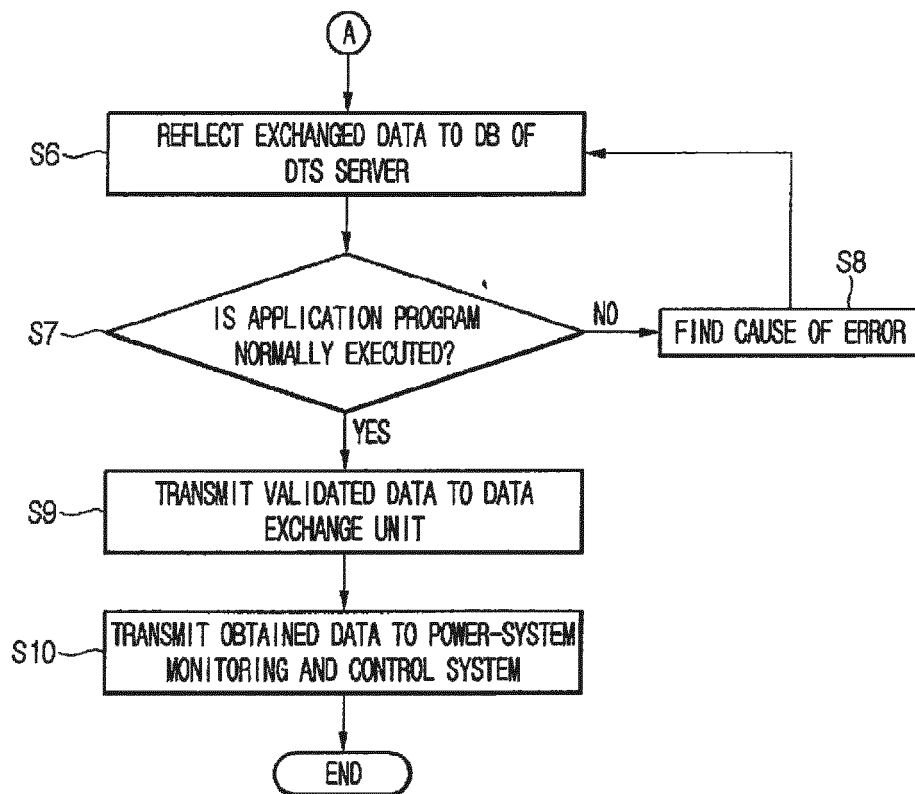 A
S6
REFLECT EXCHANGED DATA TO DB OF
DTS SERVER
S7
IS APPLICATION PROGRAM
NORMALLY EXECUTED?
NO
S8
FIND CAUSE OF ERROR
YES
S9
TRANSMIT VALIDATED DATA TO DATA
EXCHANGE UNIT
S10
TRANSMIT OBTAINED DATA TO POWER-SYSTEM
MONITORING AND CONTROL SYSTEM
END